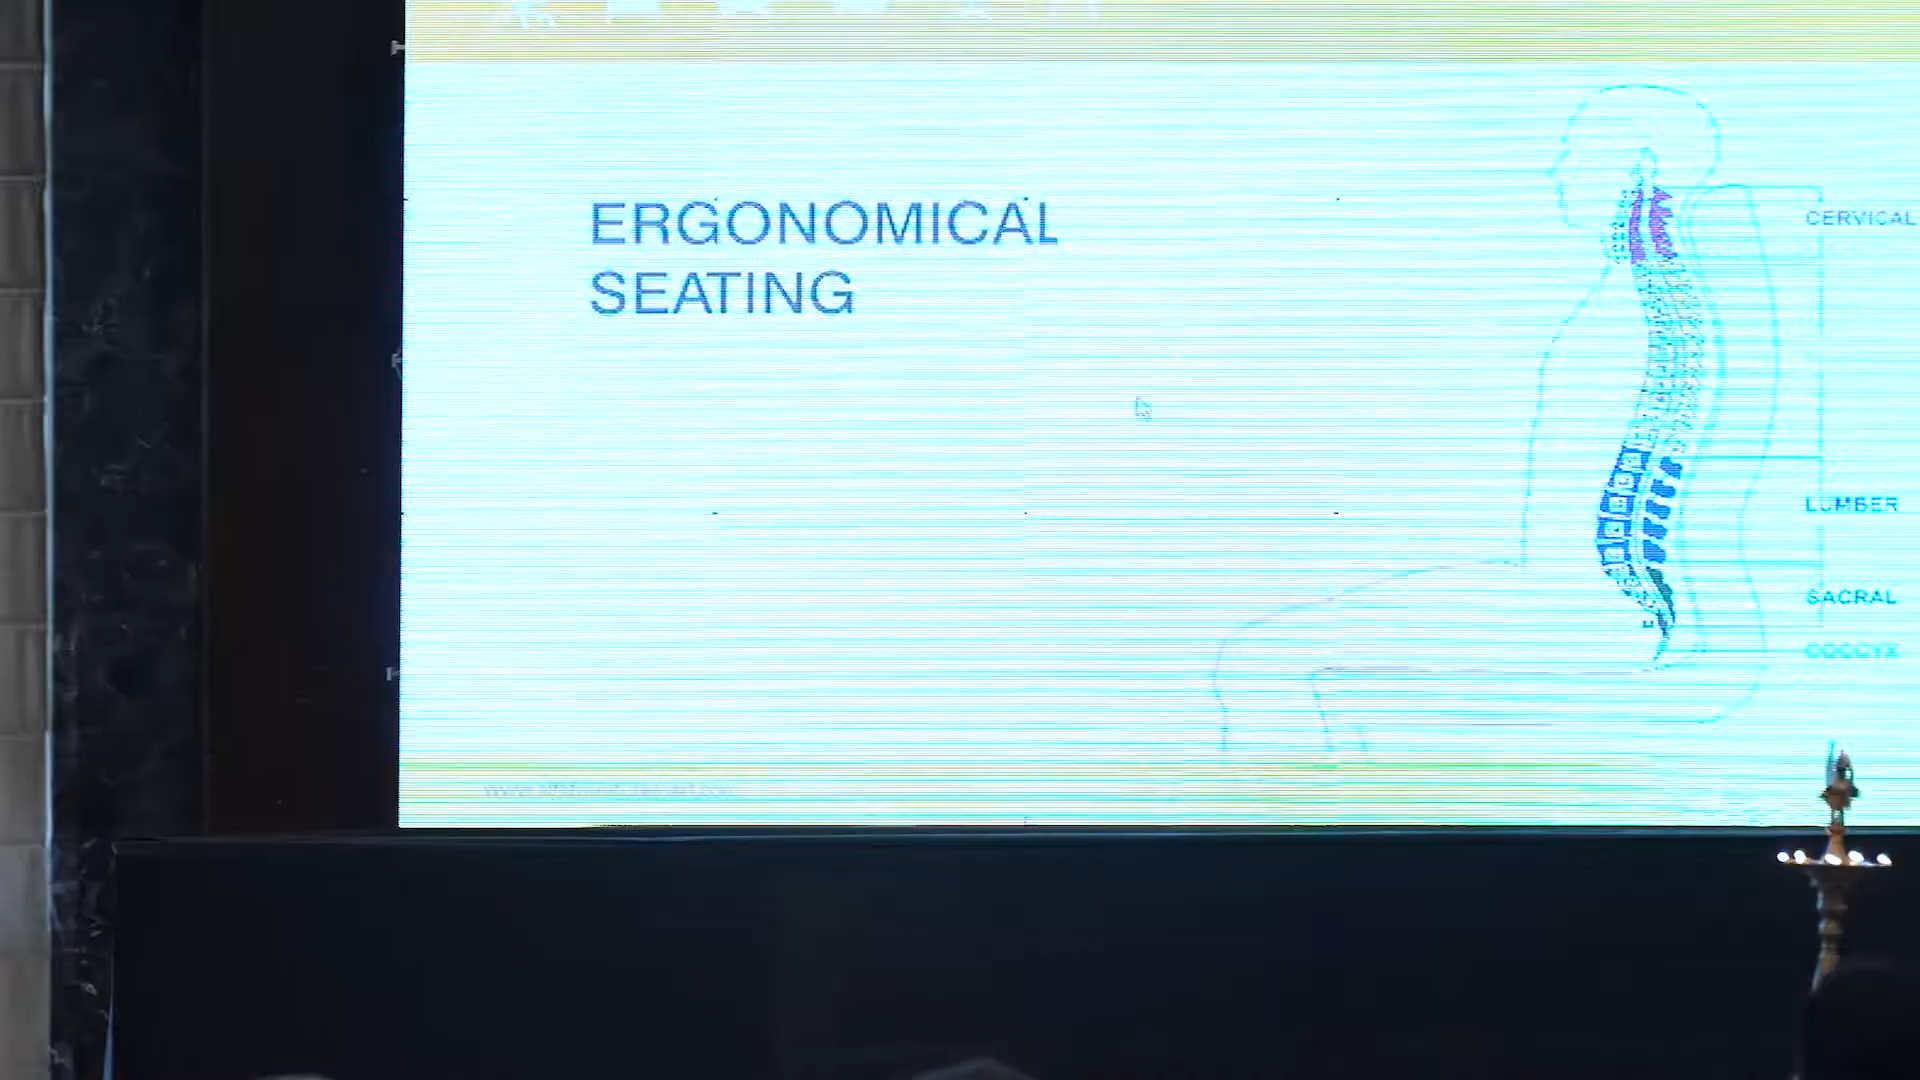 ERGONOMICAL
SEATING
CERVICAL
LUMBER
SACRAL
COCCYX